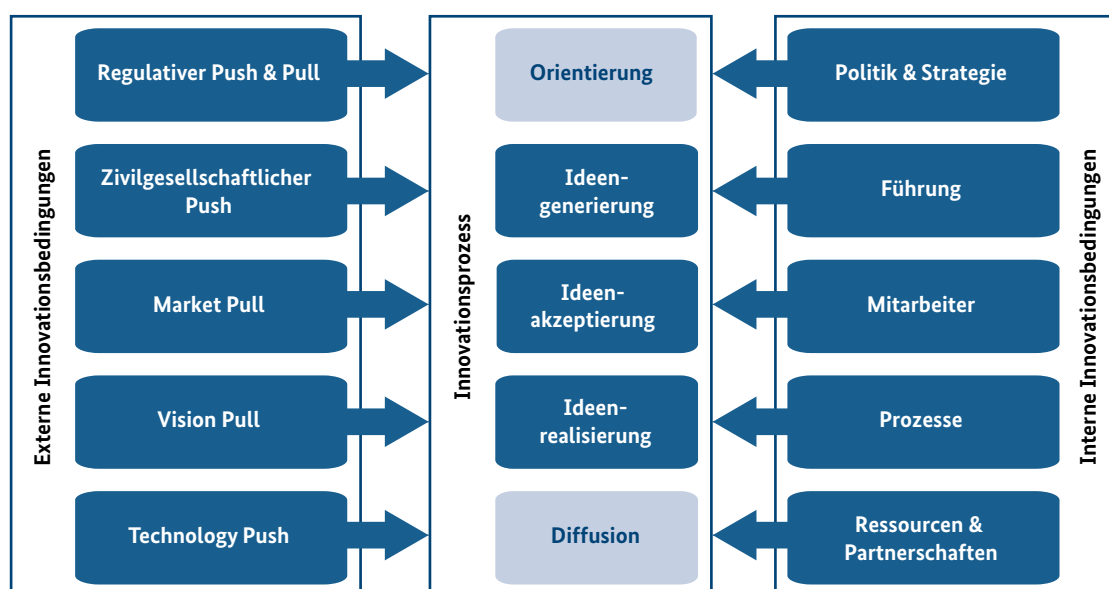 Externe Innovationsbedingungen
Regulativer Push & Pull
Zivilgesellschaftlicher
Push
Market Pull
Vision Pull
Technology Push
Innovationsprozess
Orientierung
Ideen-
generierung
Ideen-
akzeptierung
Ideen-
realisierung
Diffusion
Politik & Strategie
Führung
Mitarbeiter
Prozesse
Ressourcen &
Partnerschaften
Interne Innovationsbedingungen